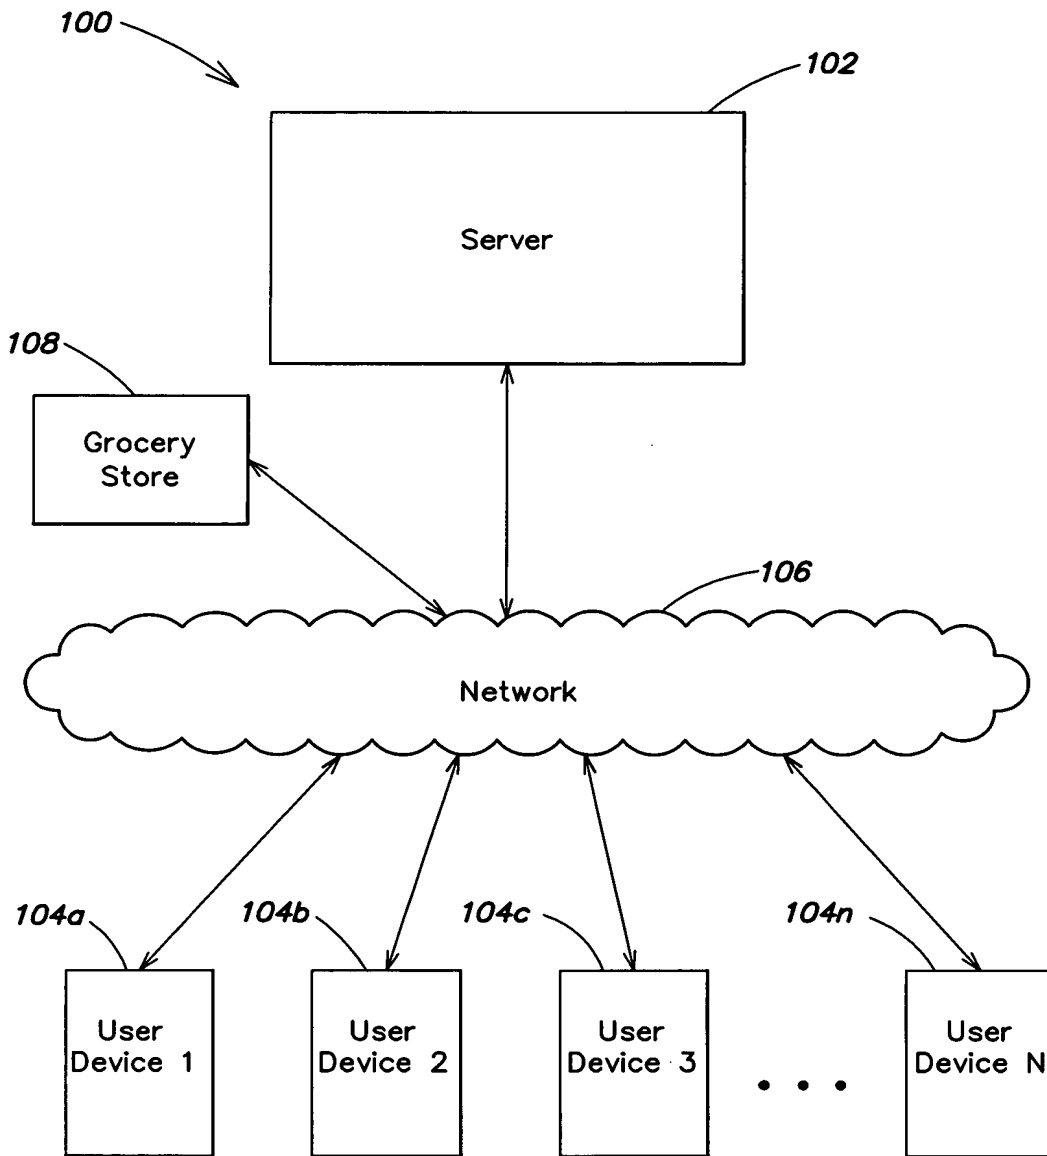 100
102
Server
108
Grocery
Store
106
Network
104a
104b
104c
104n
User
Device 1
User
Device 2
User
Device 3
• • •
User
Device N